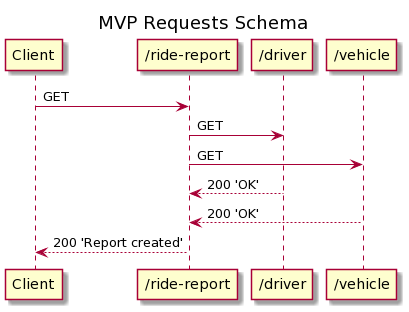 MVP Requests Schema
Client /ride-report /driver /vehicle
GET
GET
GET
200 'OK'
200 'OK'
200 'Report created'
Client /ride-report /driver /vehicle